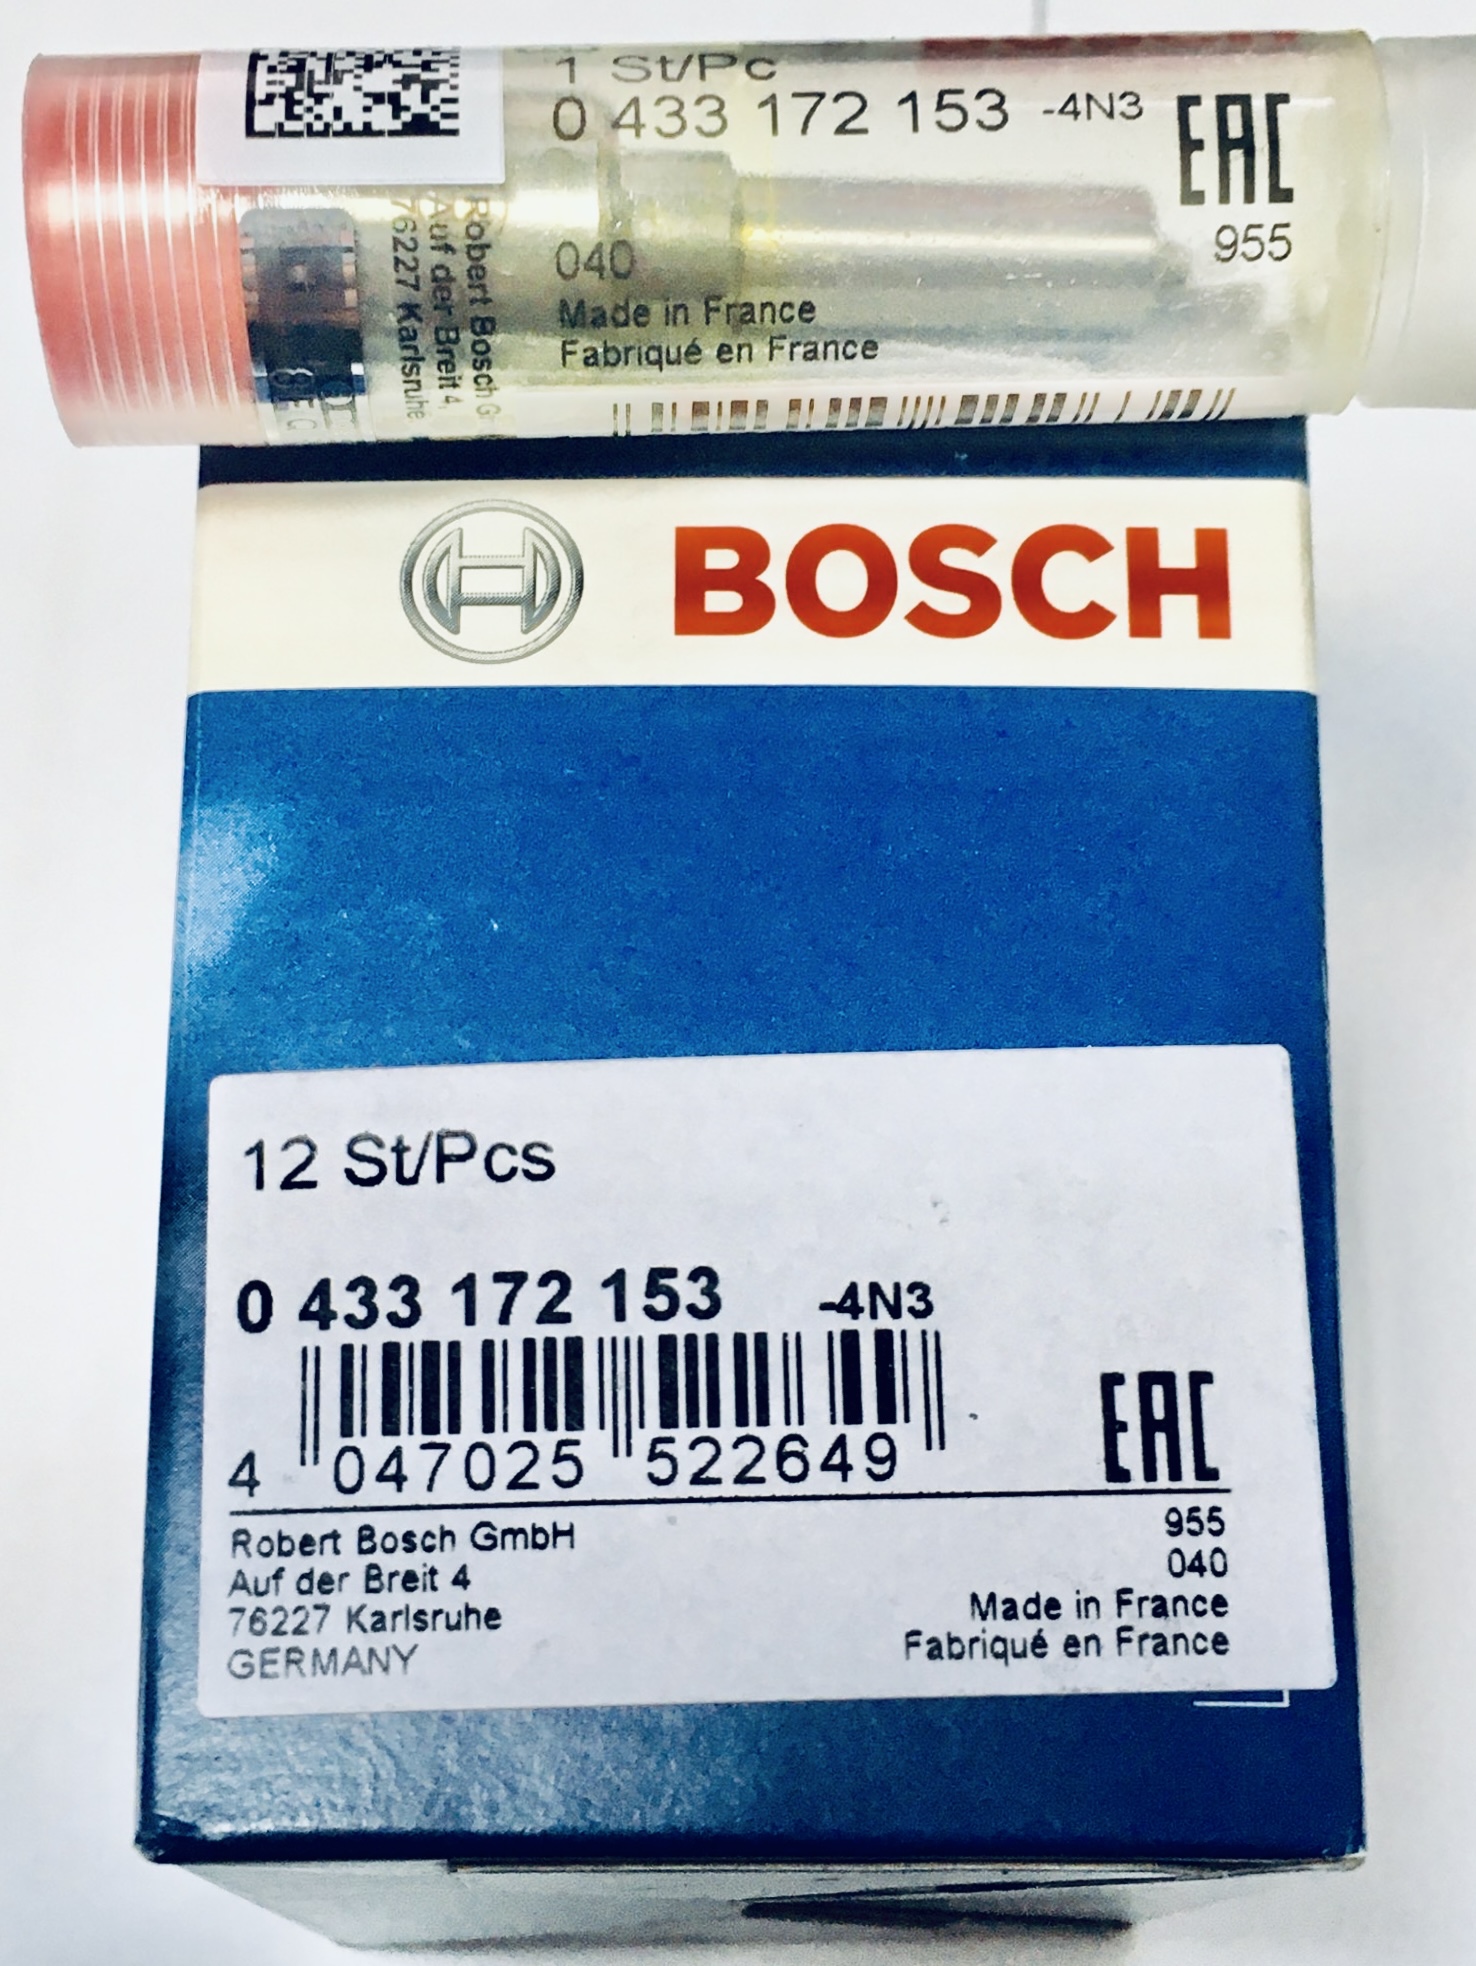 1 St/Pc
0 433 172 153 -4N3
EAC
955
040
Made in France
Fabriqué en France
Robert Bosch G
Auf der Breit 4,
76227 Karlsruhe
BOSCH
12 St/Pcs
0 433 172 153 -4N3
4 047025 522649
EAC
Robert Bosch GmbH
Auf der Breit 4
76227 Karlsruhe
GERMANY
955
040
Made in France
Fabriqué en France